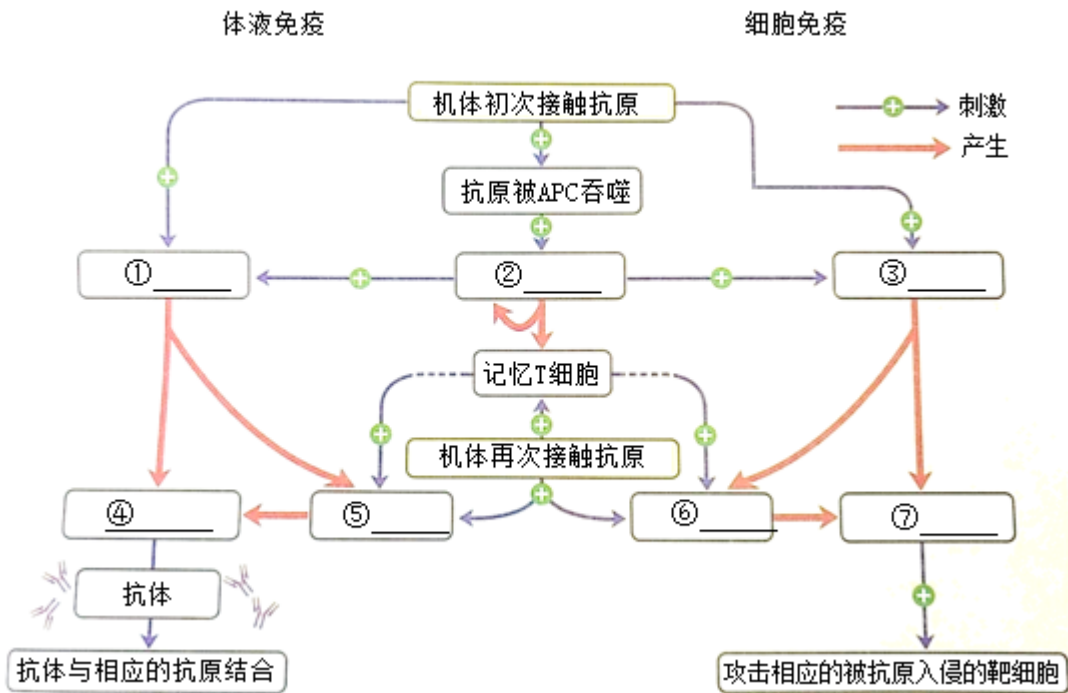 体液免疫
细胞免疫
机体初次接触抗原
刺激
产生
抗原被APC吞噬
①______
②______
③______
记忆T细胞
机体再次接触抗原
④______
⑤______
⑥______
⑦______
抗体
抗体与相应的抗原结合
攻击相应的被抗原入侵的靶细胞